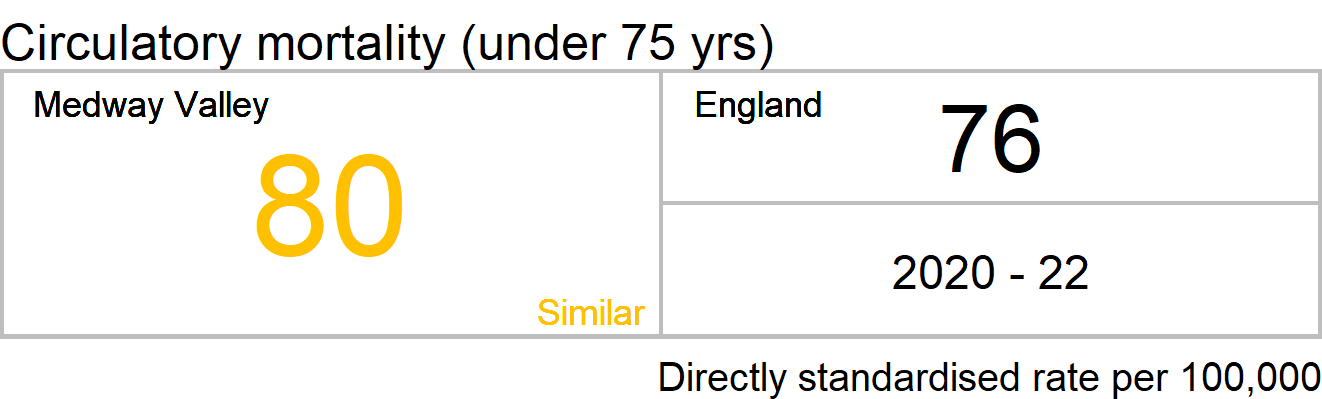 Circulatory mortality (under 75 yrs)
Medway Valley
80
Similar
England
76
2020 - 22
Directly standardised rate per 100,000